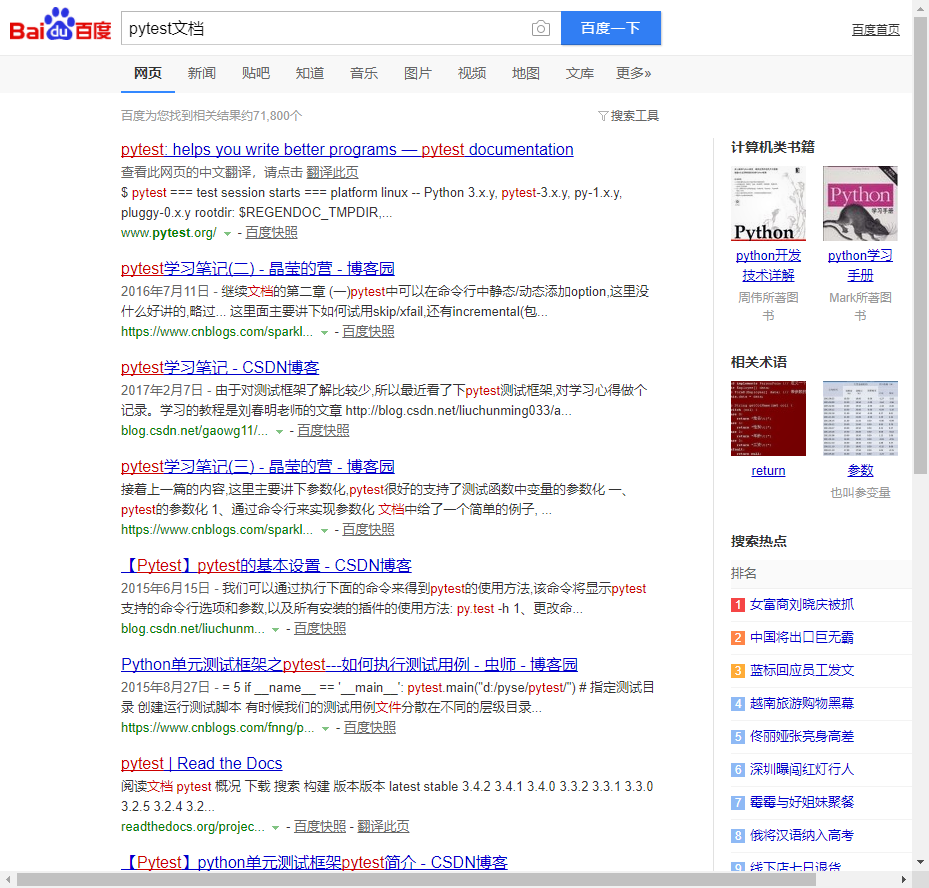 Bai du 百度
pytest文档
百度一下
百度首页
网页 新闻 贴吧 知道 音乐 图片 视频 地图 文库 更多»
百度为您找到相关结果约71,800个
搜索工具
pytest: helps you write better programs — pytest documentation
查看此网页的中文翻译，请点击 翻译此页
$ pytest === test session starts === platform linux -- Python 3.x.y, pytest-3.x.y, py-1.x.y,
pluggy-0.x.y rootdir: $REGENDOC_TMPDIR,...
www.pytest.org/ - 百度快照
pytest学习笔记(二) - 晶莹的营 - 博客园
2016年7月11日 - 继续文档的第二章 (一)pytest中可以在命令行中静态/动态添加option,这里没
什么好讲的,略过... 这里面主要讲下如何试用skip/xfail,还有incremental(包...
https://www.cnblogs.com/sparkl... - 百度快照
pytest学习笔记 - CSDN博客
2017年2月7日 - 由于对测试框架了解比较少,所以最近看了下pytest测试框架,对学习心得做个
记录。学习的教程是刘春明老师的文章 http://blog.csdn.net/liuchunming033/a...
blog.csdn.net/gaowg11/... - 百度快照
pytest学习笔记(三) - 晶莹的营 - 博客园
接着上一篇的内容,这里主要讲下参数化,pytest很好的支持了测试函数中变量的参数化 一、
pytest的参数化 1、通过命令行来实现参数化 文档中给了一个简单的例子, ...
https://www.cnblogs.com/sparkl... - 百度快照
【Pytest】pytest的基本设置 - CSDN博客
2015年6月15日 - 我们可以通过执行下面的命令来得到pytest的使用方法,该命令将显示pytest
支持的命令行选项和参数,以及所有安装的插件的使用方法: py.test -h 1、更改命...
blog.csdn.net/liuchunm... - 百度快照
Python单元测试框架之pytest---如何执行测试用例 - 虫师 - 博客园
2015年8月27日 - = 5 if __name__ == '__main__': pytest.main("d:/pyse/pytest/") # 指定测试目
录 创建运行测试脚本 有时候我们的测试用例文件分散在不同的层级目录...
https://www.cnblogs.com/fnng/p... - 百度快照
pytest | Read the Docs
阅读文档 pytest 概况 下载 搜索 构建 版本版本 latest stable 3.4.2 3.4.1 3.4.0 3.3.2 3.3.1 3.3.0
3.2.5 3.2.4 3.2...
readthedocs.org/projec... - 百度快照 - 翻译此页
【Pytest】python单元测试框架pytest简介 - CSDN博客
计算机类书籍
Python
Python
学习手册
python开发
技术详解
周伟所著图
书
python学习
手册
Mark所著图
书
相关术语
return
参数
也叫参变量
搜索热点
排名
1 女富商刘晓庆被抓
2 中国将出口巨无霸
3 蓝标回应员工发文
4 越南旅游购物黑幕
5 佟丽娅张亮身高差
6 深圳曝闯红灯行人
7 霉霉与好姐妹聚餐
8 俄将汉语纳入高考
9 线下店七日退货